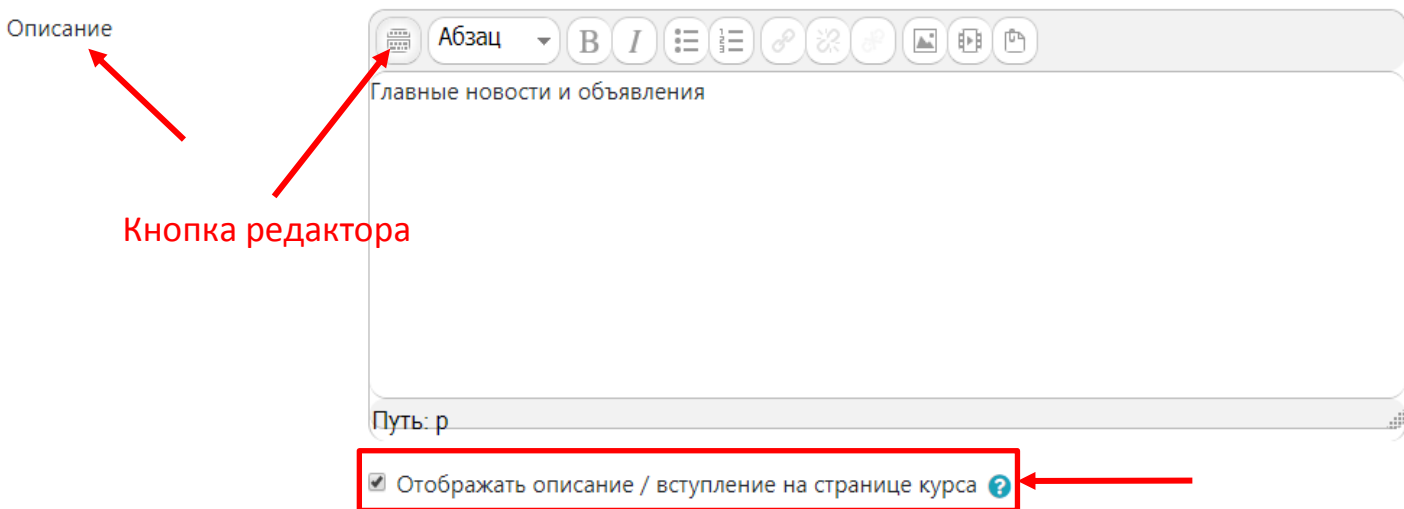 Описание
Абзац
B I
Главные новости и объявления
Кнопка редактора
Путь: p
Отображать описание / вступление на странице курса ?